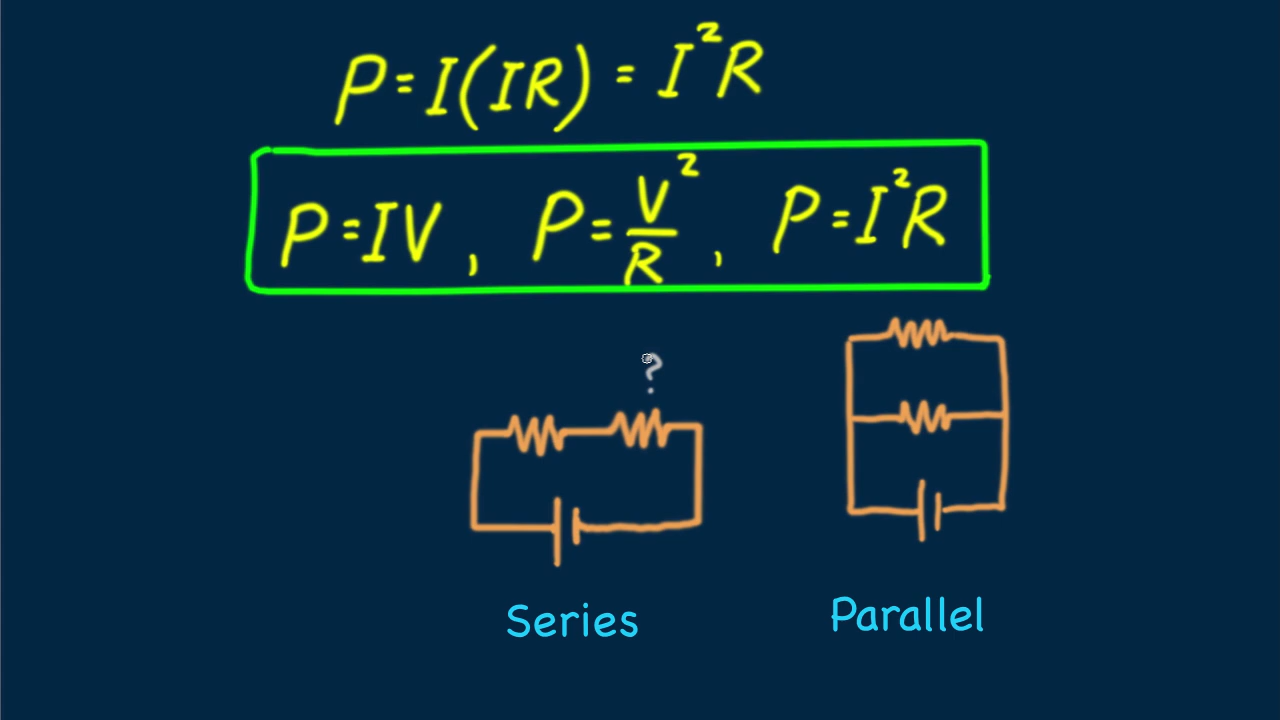 P = I(IR) = I²R
P = IV , P = V²/R , P = I²R
?
Series Parallel